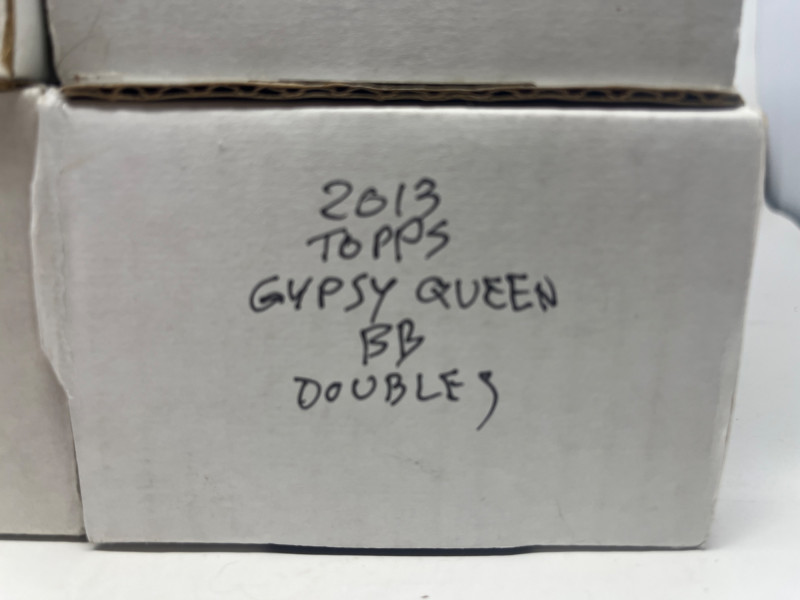 2013
TOPPS
GYPSY QUEEN
BB
DOUBLES